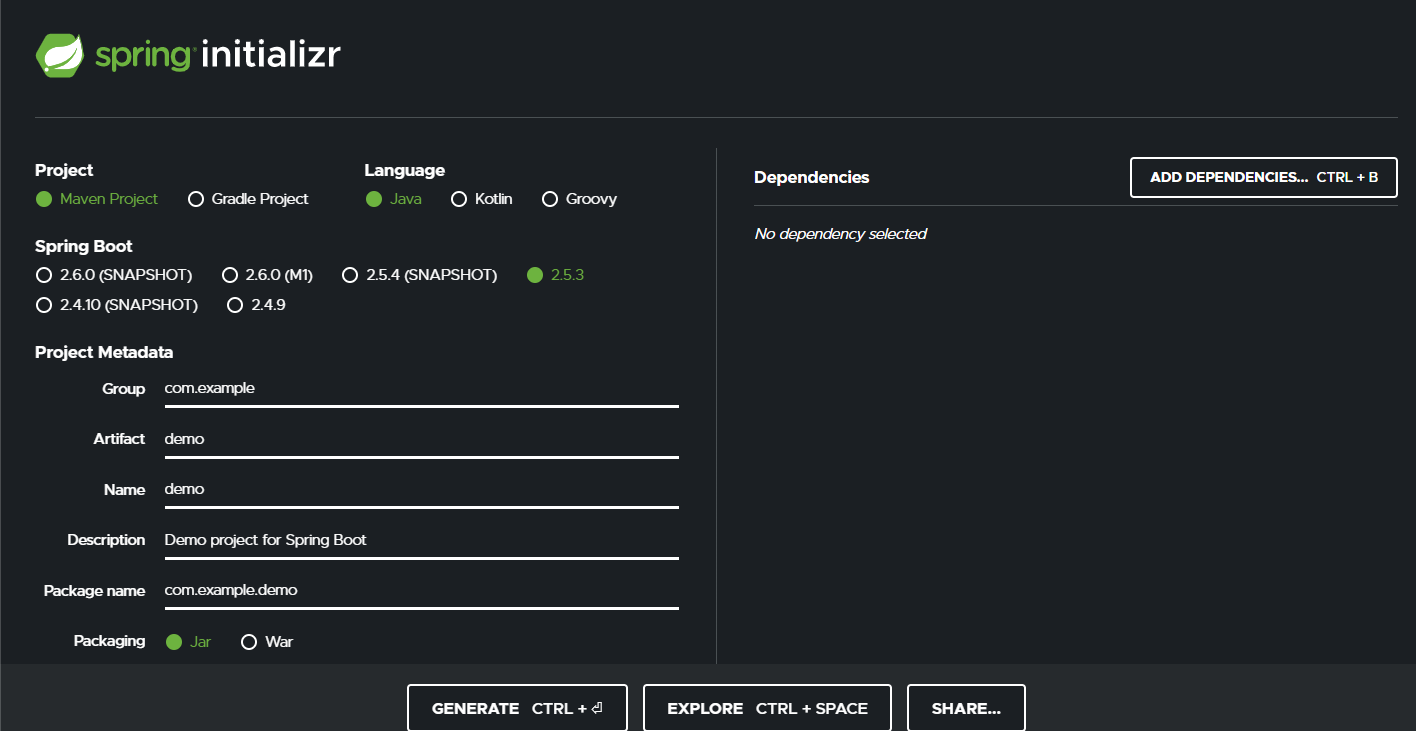 spring initializr
Project
Maven Project Gradle Project
Language
Java Kotlin Groovy
Spring Boot
2.6.0 (SNAPSHOT) 2.6.0 (M1) 2.5.4 (SNAPSHOT) 2.5.3
2.4.10 (SNAPSHOT) 2.4.9
Project Metadata
Group com.example
Artifact demo
Name demo
Description Demo project for Spring Boot
Package name com.example.demo
Packaging Jar War
Dependencies ADD DEPENDENCIES... CTRL + B
No dependency selected
GENERATE CTRL + ⏎ EXPLORE CTRL + SPACE SHARE...